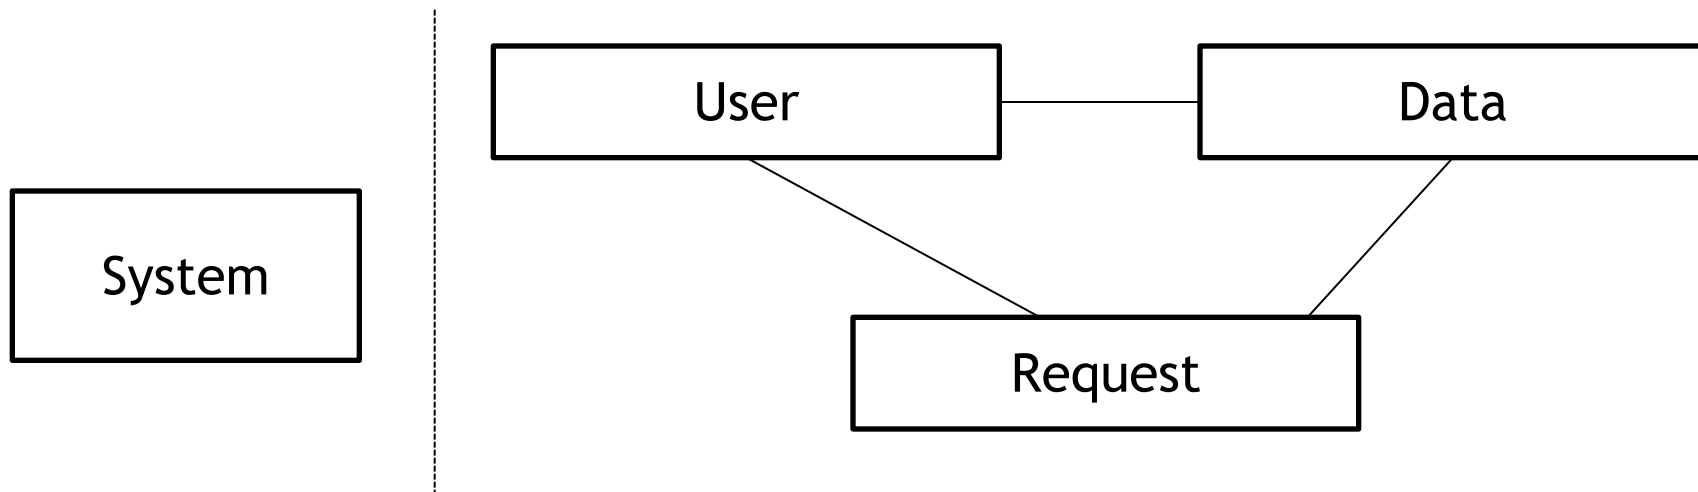 User
Data
System
Request